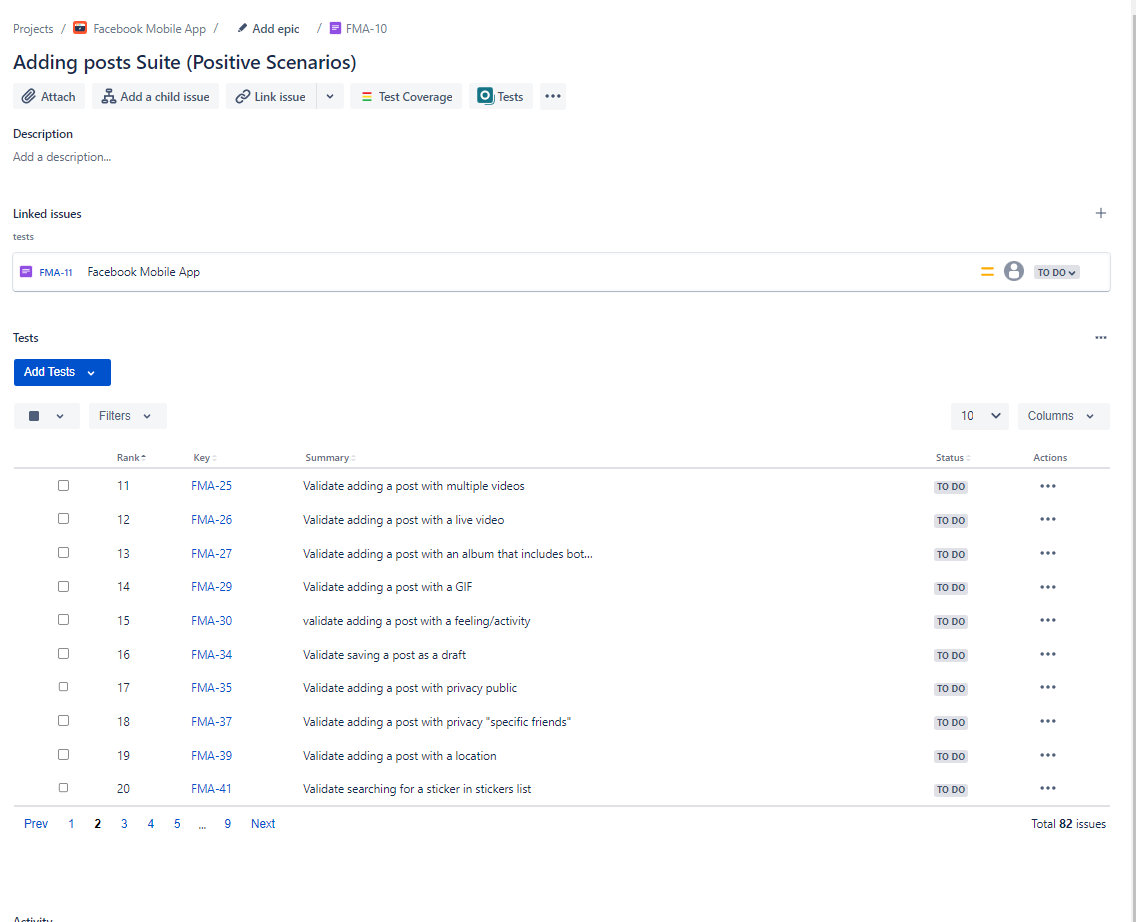 Projects / Facebook Mobile App / Add epic / FMA-10
Adding posts Suite (Positive Scenarios)
Attach Add a child issue Link issue Test Coverage Tests
Description
Add a description...
Linked issues
tests
FMA-11 Facebook Mobile App TO DO
Tests
Add Tests
Filters 10 Columns
Rank Key Summary Status Actions
11 FMA-25 Validate adding a post with multiple videos TO DO
12 FMA-26 Validate adding a post with a live video TO DO
13 FMA-27 Validate adding a post with an album that includes bot... TO DO
14 FMA-29 Validate adding a post with a GIF TO DO
15 FMA-30 validate adding a post with a feeling/activity TO DO
16 FMA-34 Validate saving a post as a draft TO DO
17 FMA-35 Validate adding a post with privacy public TO DO
18 FMA-37 Validate adding a post with privacy "specific friends" TO DO
19 FMA-39 Validate adding a post with a location TO DO
20 FMA-41 Validate searching for a sticker in stickers list TO DO
Prev 1 2 3 4 5 ... 9 Next Total 82 issues
Activity